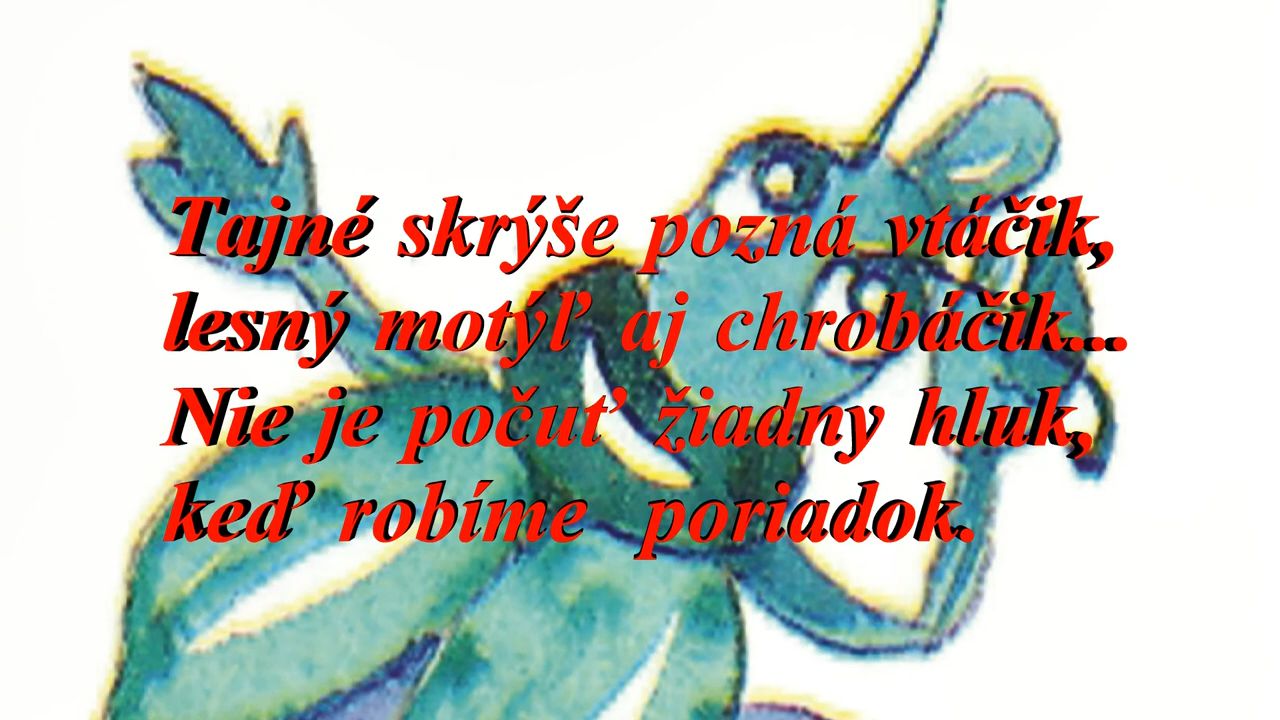 Tajné skrýše pozná vtáčik,
lesný motýľ aj chrobáčik...
Nie je počuť žiadny hluk,
keď robíme poriadok.